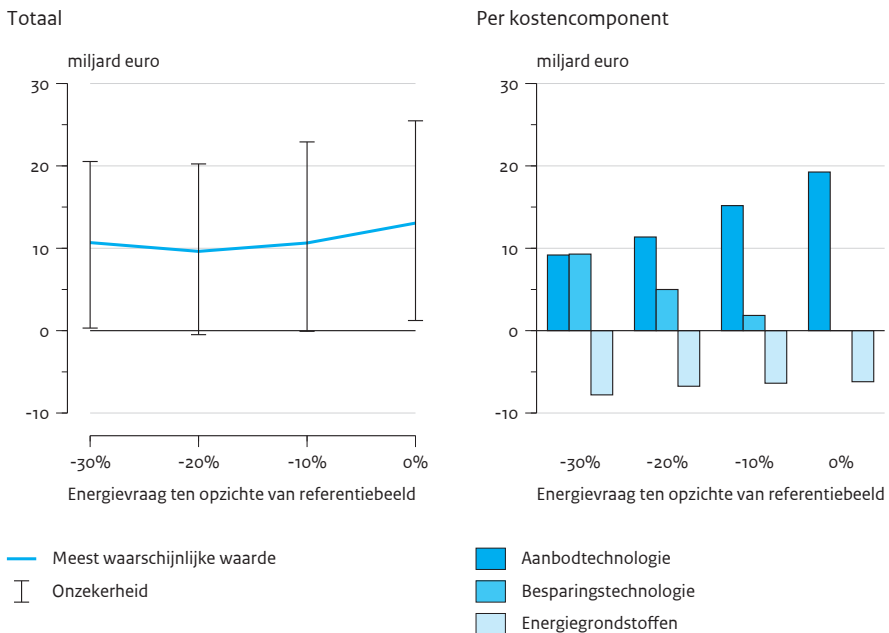 Totaal
miljard euro
30
20
10
0
-10
-30% -20% -10% 0%
Energievraag ten opzichte van referentiebeeld
Meest waarschijnlijke waarde
Onzekerheid
Per kostencomponent
miljard euro
30
20
10
0
-10
-30% -20% -10% 0%
Energievraag ten opzichte van referentiebeeld
Aanbodtechnologie
Besparingstechnologie
Energiegrondstoffen